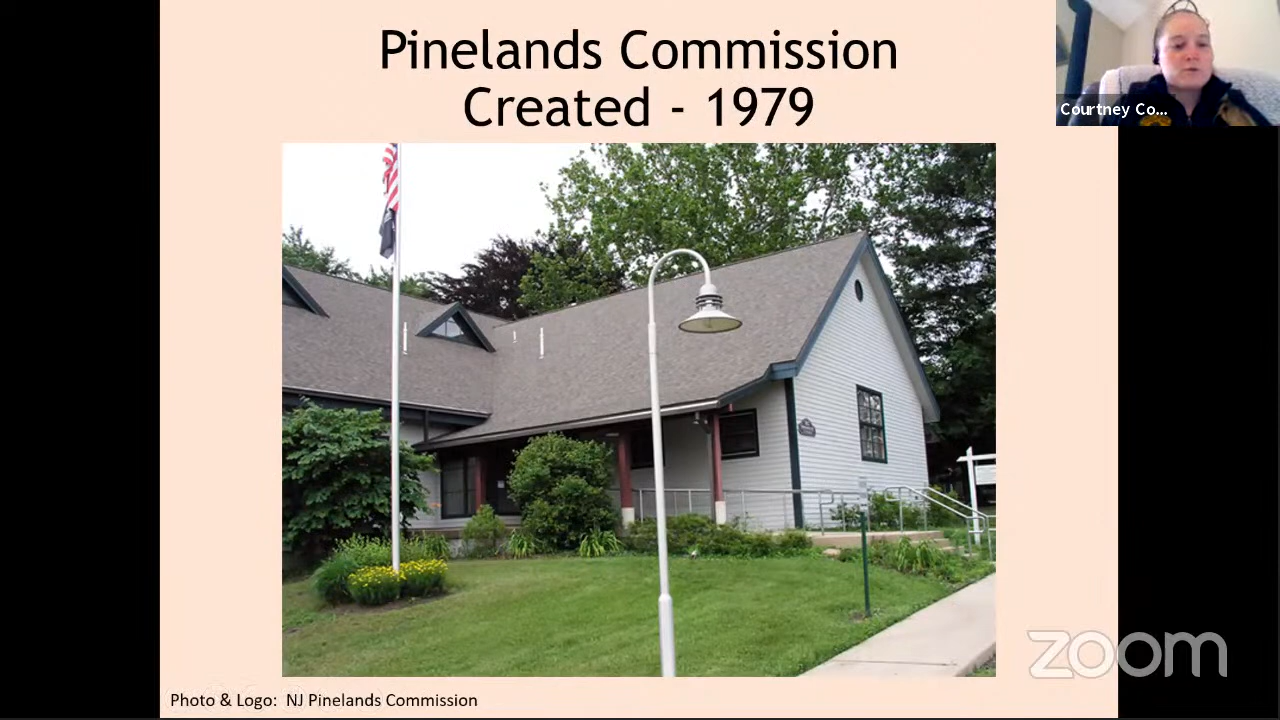 Pinelands Commission
Created - 1979
Courtney Co...
zoom
Photo & Logo:  NJ Pinelands Commission